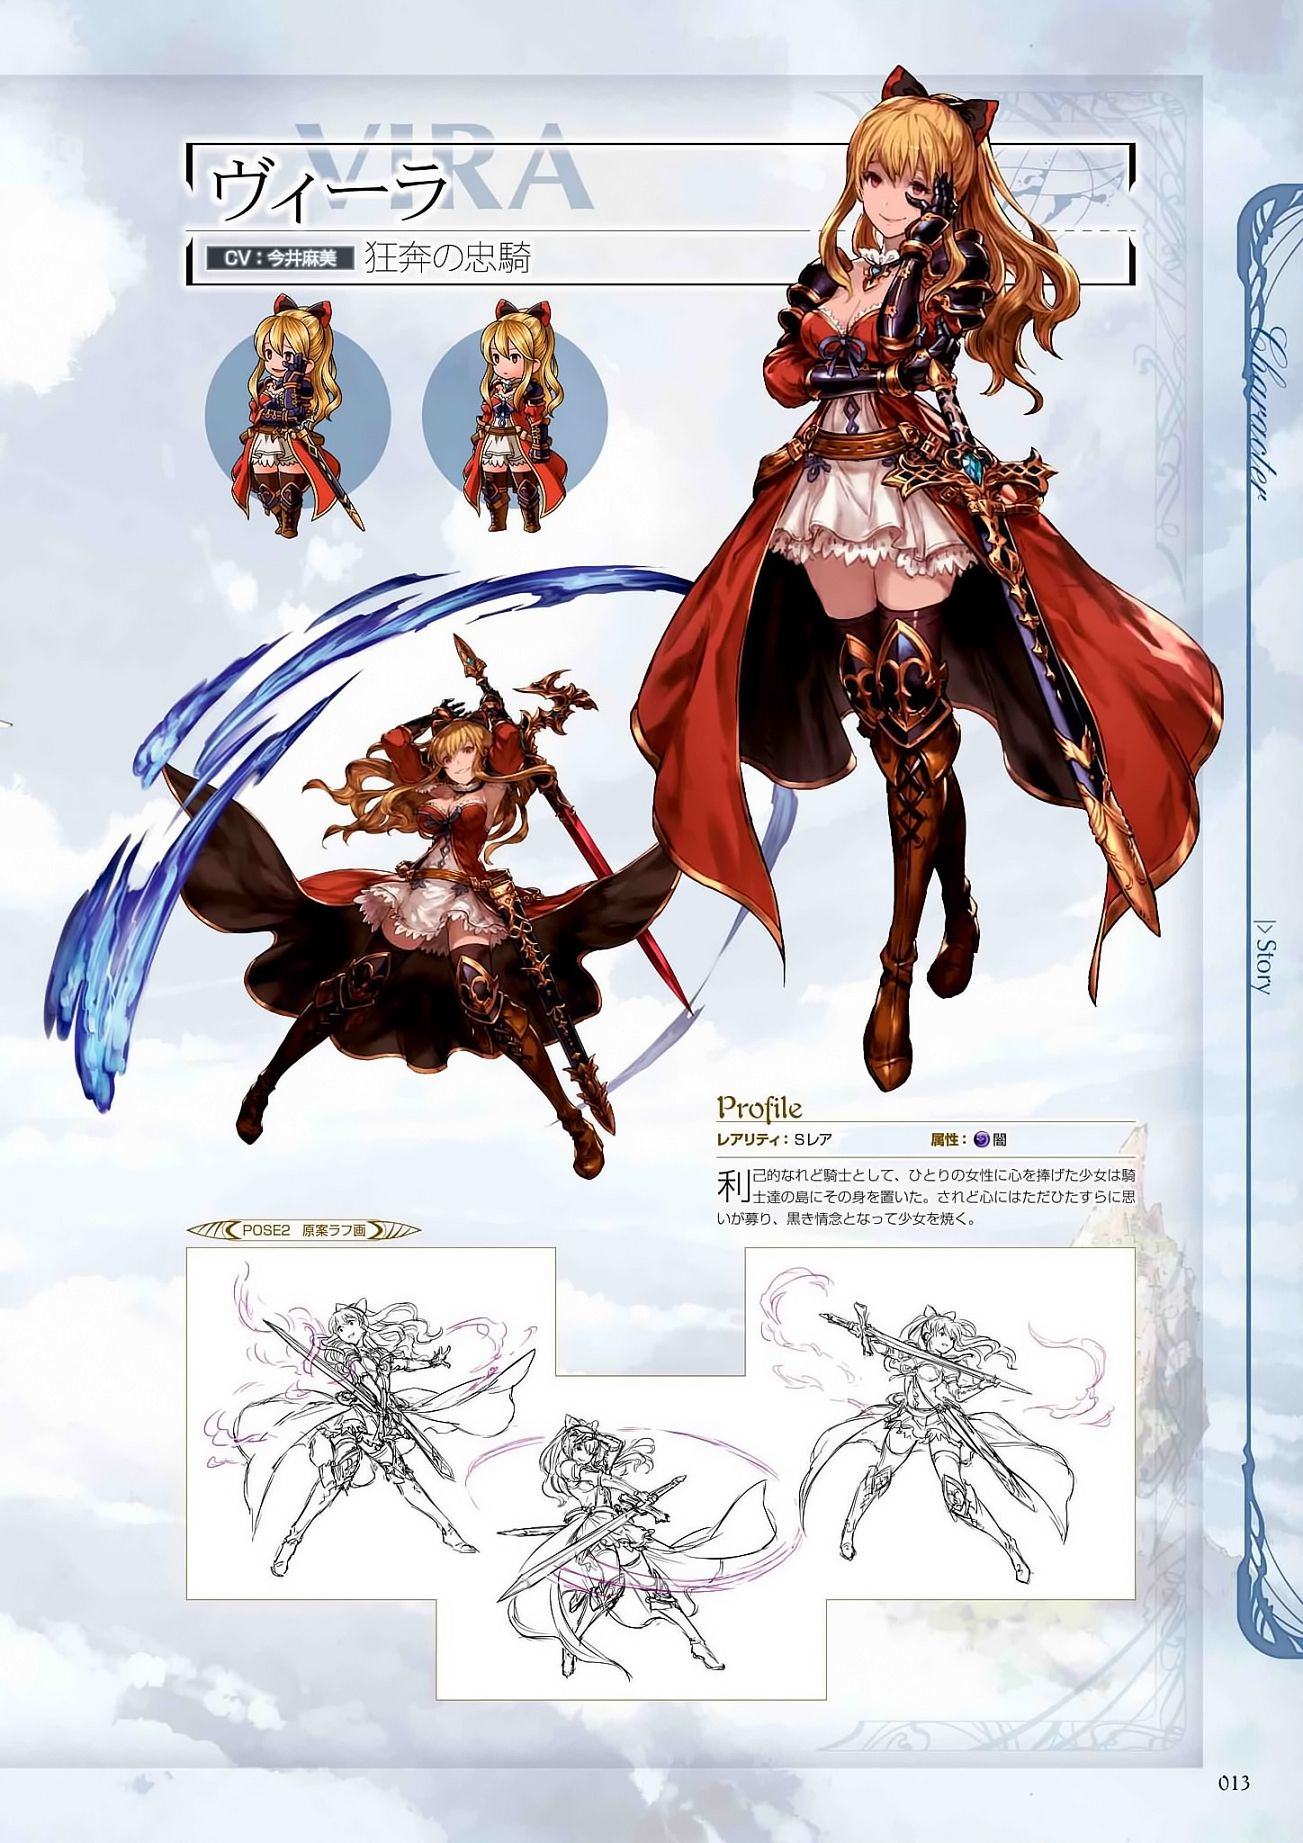 VIRA
ヴィーラ
CV：今井麻美 狂奔の忠騎
Character
Story
Profile
レアリティ：Sレア 属性：闇
利己的なれど騎士として、ひとりの女性に心を捧げた少女は騎
士達の島にその身を置いた。されど心にはただひたすらに思
いが募り、黒き情念となって少女を焼く。
POSE2 原案ラフ画
013